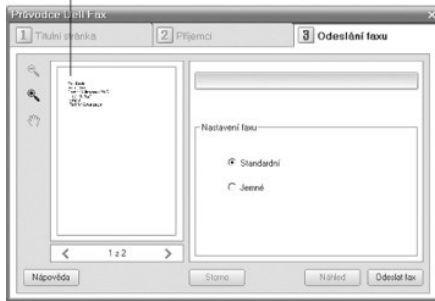 Průvodce Dell Fax
1 Titulní stránka
2 Příjemci
3 Odeslání faxu
Nastavení faxu
Standardní
Jemné
1 z 2
Nápověda
Storno
Náhled
Odeslat fax